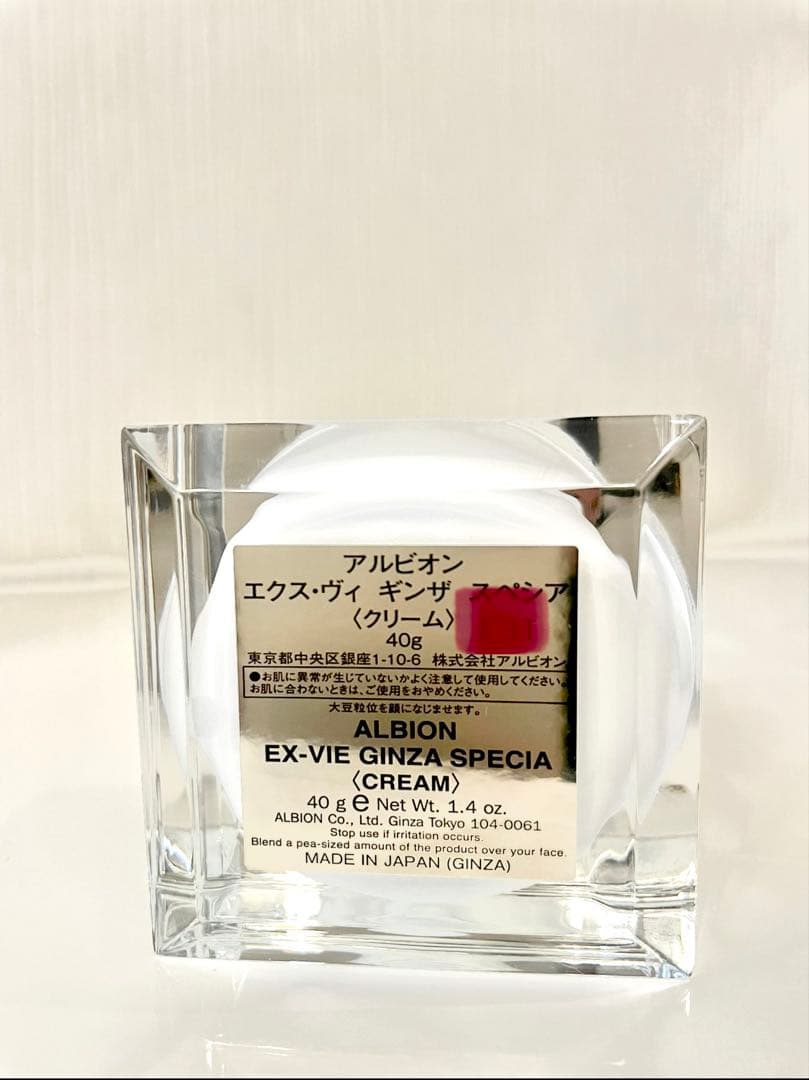 アルビオン
エクス・ヴィ ギンザ スペシア
〈クリーム〉
40g
東京都中央区銀座1-10-6 株式会社アルビオン
●お肌に異常が生じていないかよく注意して使用してください。
お肌に合わないときは、ご使用をおやめください。
大豆粒位を顔になじませます。
ALBION
EX-VIE GINZA SPECIA
〈CREAM〉
40 g e Net Wt. 1.4 oz.
ALBION Co., Ltd. Ginza Tokyo 104-0061
Stop use if irritation occurs.
Blend a pea-sized amount of the product over your face.
MADE IN JAPAN (GINZA)